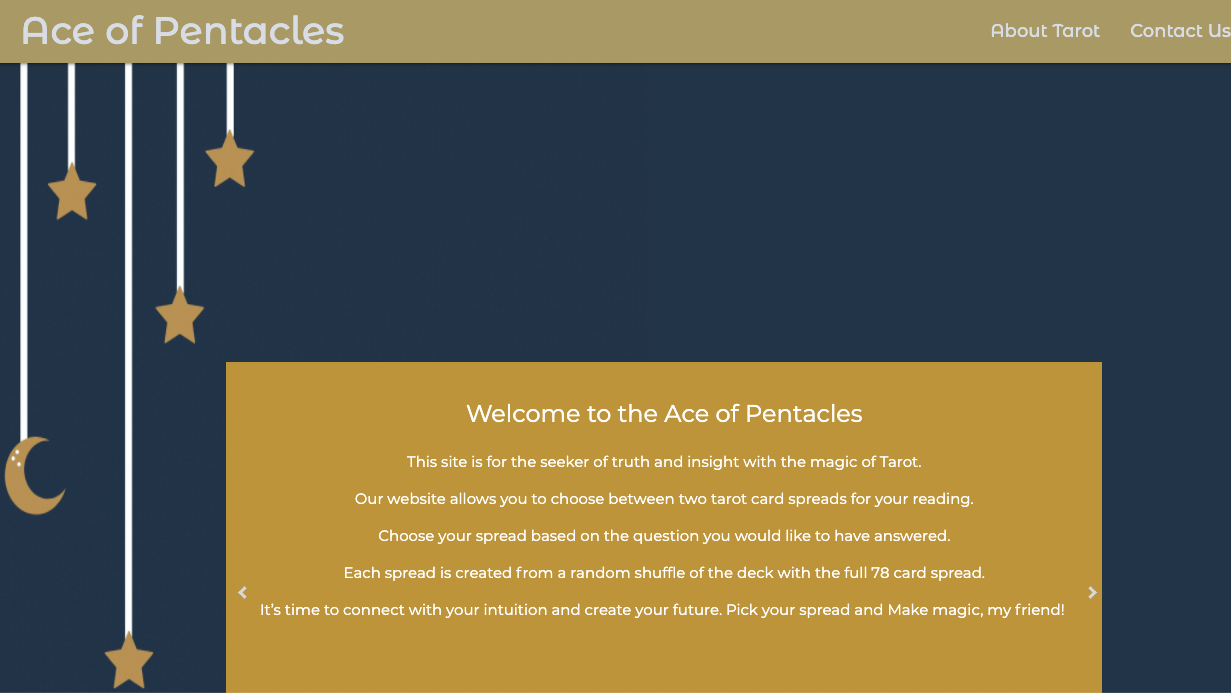 Ace of Pentacles
About Tarot
Contact Us
Welcome to the Ace of Pentacles
This site is for the seeker of truth and insight with the magic of Tarot.
Our website allows you to choose between two tarot card spreads for your reading.
Choose your spread based on the question you would like to have answered.
Each spread is created from a random shuffle of the deck with the full 78 card spread.
It’s time to connect with your intuition and create your future. Pick your spread and Make magic, my friend!